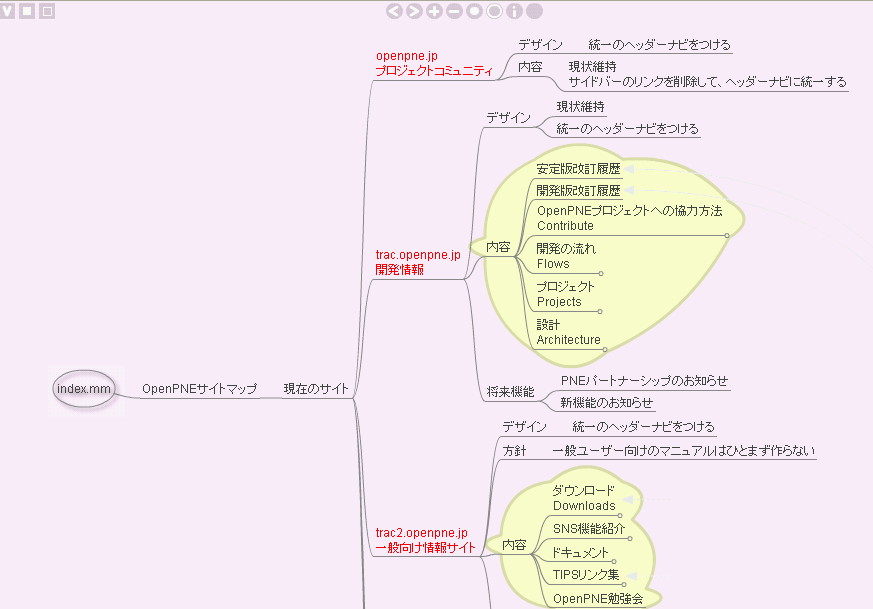 index.mm
OpenPNEサイトマップ
現在のサイト
openpne.jp
プロジェクトコミュニティ
デザイン
統一のヘッダーナビをつける
内容
現状維持
サイドバーのリンクを削除して、ヘッダーナビに統一する
trac.openpne.jp
開発情報
デザイン
現状維持
統一のヘッダーナビをつける
内容
安定版改訂履歴
開発版改訂履歴
OpenPNEプロジェクトへの協力方法
Contribute
開発の流れ
Flows
プロジェクト
Projects
設計
Architecture
将来機能
PNEパートナーシップのお知らせ
新機能のお知らせ
trac2.openpne.jp
一般向け情報サイト
デザイン
統一のヘッダーナビをつける
方針
一般ユーザー向けのマニュアルはひとまず作らない
内容
ダウンロード
Downloads
SNS機能紹介
ドキュメント
TIPSリンク集
OpenPNE勉強会